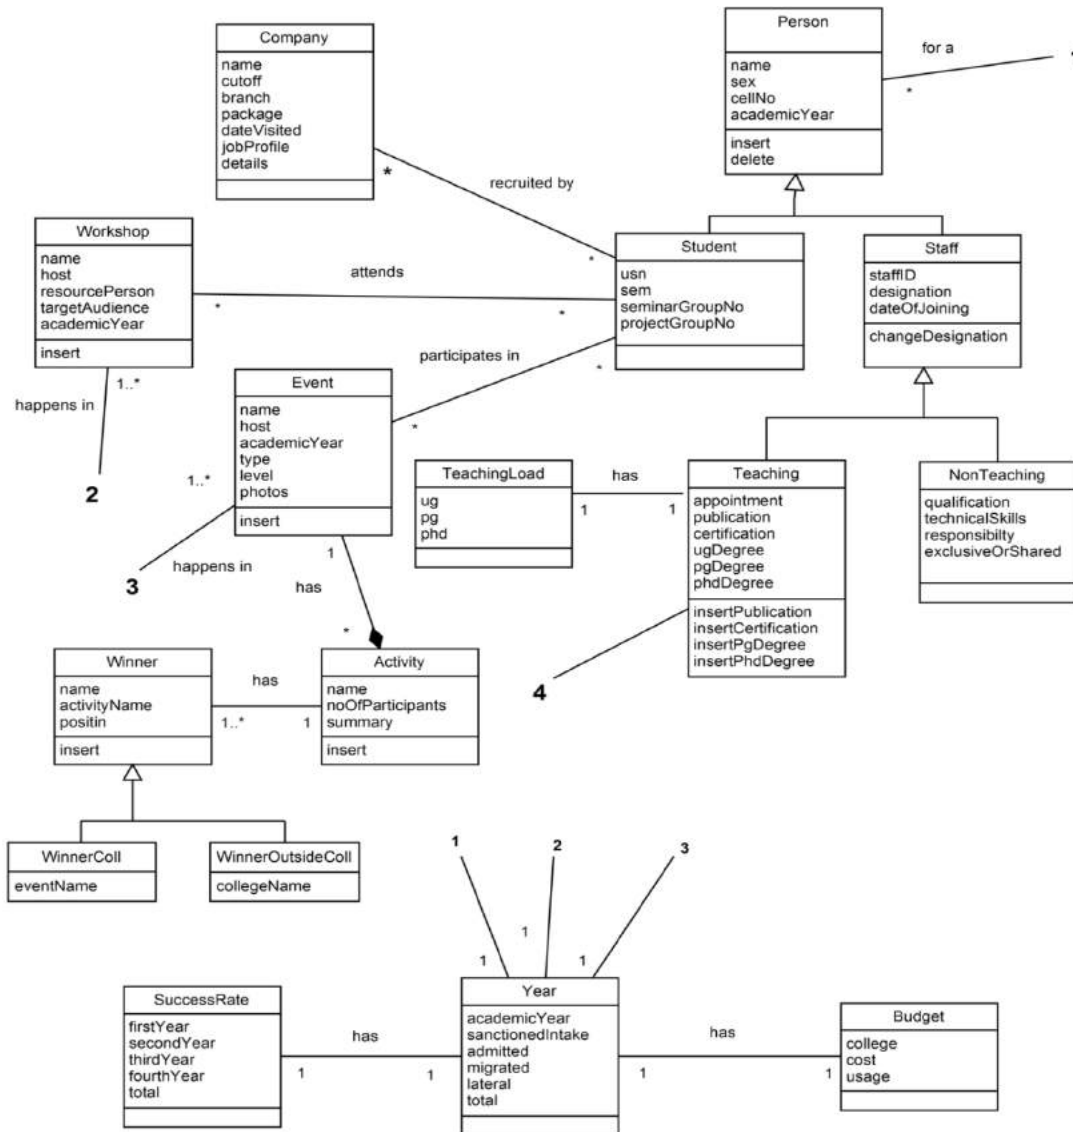 Company
name
cutoff
branch
package
dateVisited
jobProfile
details
*
recruited by
*
Person
name
sex
cellNo
academicYear
insert
delete
for a
*
Workshop
name
host
resourcePerson
targetAudience
academicYear
insert
attends
*
*
Student
usn
sem
seminarGroupNo
projectGroupNo
Staff
staffID
designation
dateOfJoining
changeDesignation
participates in
*
*
happens in
1..*
2
Event
name
host
academicYear
type
level
photos
insert
1..*
happens in
3
1
has
*
TeachingLoad
ug
pg
phd
has
1
1
Teaching
appointment
publication
certification
ugDegree
pgDegree
phdDegree
insertPublication
insertCertification
insertPgDegree
insertPhdDegree
4
NonTeaching
qualification
technicalSkills
responsibilty
exclusiveOrShared
Winner
name
activityName
positin
insert
has
1..*
1
Activity
name
noOfParticipants
summary
insert
WinnerColl
eventName
WinnerOutsideColl
collegeName
1
2
3
1
1
1
SuccessRate
firstYear
secondYear
thirdYear
fourthYear
total
has
1
1
Year
academicYear
sanctionedIntake
admitted
migrated
lateral
total
has
1
1
Budget
college
cost
usage